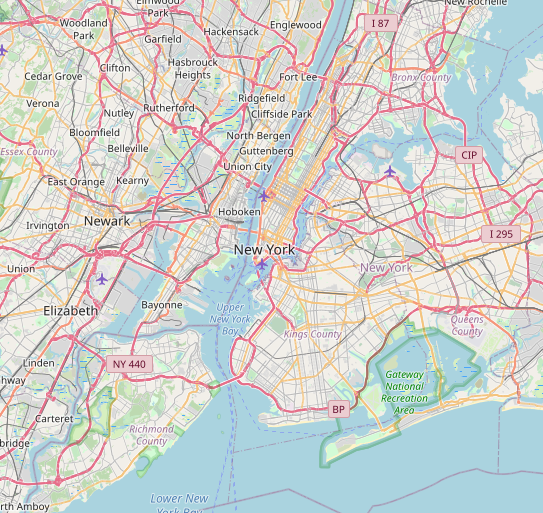 Elmwood
Park
New Rochelle
Woodland
Park
I 87
Englewood
Hackensack
Garfield
Clifton
Hasbrouck
Heights
Fort Lee
Cedar Grove
Bronx County
Verona
Ridgefield
Nutley
Rutherford
Cliffside Park
Bloomfield
North Bergen
Belleville
Guttenberg
Essex County
CIP
Union City
East Orange
Kearny
Hoboken
Newark
Irvington
I 295
New York
Union
New York
Elizabeth
Bayonne
Upper
New York
Bay
Queens
County
Kings County
Linden
NY 440
Gateway
National
Recreation
Area
hway
BP
Carteret
Richmond
County
bridge
Lower New
York Bay
rth Amboy